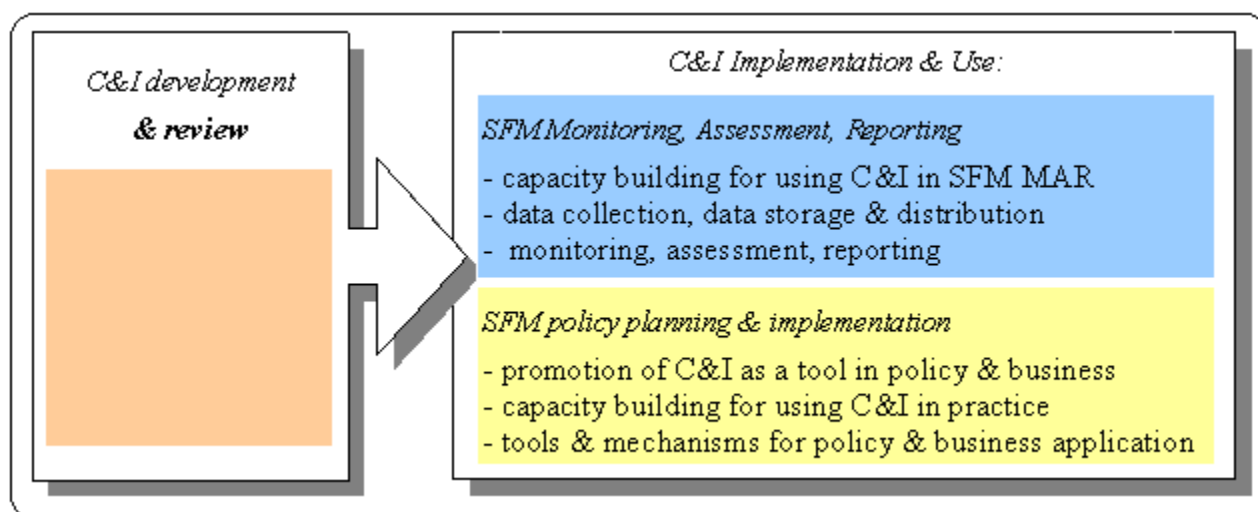 C&I development
& review
C&I Implementation & Use:
SFM Monitoring, Assessment, Reporting
- capacity building for using C&I in SFM MAR
- data collection, data storage & distribution
- monitoring, assessment, reporting
SFM policy planning & implementation
- promotion of C&I as a tool in policy & business
- capacity building for using C&I in practice
- tools & mechanisms for policy & business application